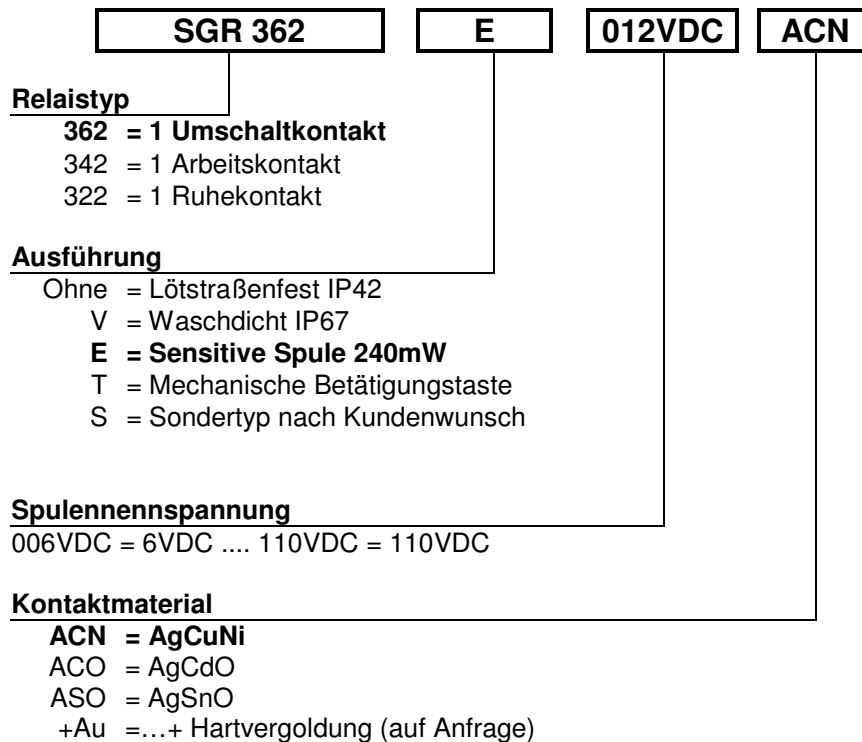 SGR 362 E 012VDC ACN
Relaistyp
362 = 1 Umschaltkontakt
342 = 1 Arbeitskontakt
322 = 1 Ruhekontakt
Ausführung
Ohne = Lötstraßenfest IP42
V = Waschdicht IP67
E = Sensitive Spule 240mW
T = Mechanische Betätigungstaste
S = Sondertyp nach Kundenwunsch
Spulennennspannung
006VDC = 6VDC .... 110VDC = 110VDC
Kontaktmaterial
ACN = AgCuNi
ACO = AgCdO
ASO = AgSnO
+Au =…+ Hartvergoldung (auf Anfrage)